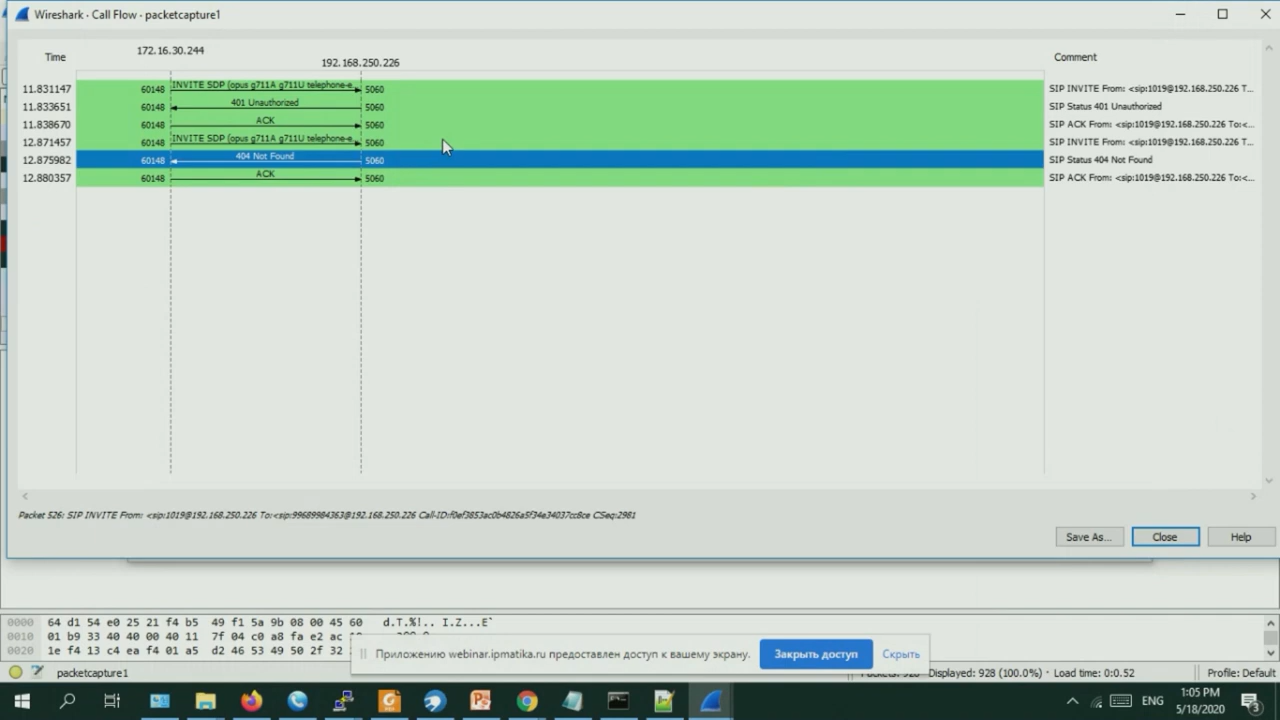 Wireshark · Call Flow · packetcapture1
Time 172.16.30.244 192.168.250.226 Comment
11.831147 60148 INVITE SDP (opus g711A g711U telephone-e... 5060 SIP INVITE From: <sip:1019@192.168.250.226 T...
11.833651 60148 401 Unauthorized 5060 SIP Status 401 Unauthorized
11.838670 60148 ACK 5060 SIP ACK From: <sip:1019@192.168.250.226 To:<...
12.871457 60148 INVITE SDP (opus g711A g711U telephone-e... 5060 SIP INVITE From: <sip:1019@192.168.250.226 T...
12.875982 60148 404 Not Found 5060 SIP Status 404 Not Found
12.880357 60148 ACK 5060 SIP ACK From: <sip:1019@192.168.250.226 To:<...
Packet 526: SIP INVITE From: <sip:1019@192.168.250.226 To:<sip:99689984363@192.168.250.226 Call-ID:f0ef3853ac0b4826a5f34e34037cc8ce CSeq:2981
Save As... Close Help
0000 64 d1 54 e0 25 21 f4 b5 49 f1 5a 9b 08 00 45 60 d.T.%!.. I.Z...E`
0010 01 b9 33 40 40 00 40 11 7f 04 c0 a8 fa e2 ac
0020 1e f4 13 c4 ea f4 01 a5 d2 46 53 49 50 2f 32
Приложению webinar.ipmatika.ru предоставлен доступ к вашему экрану. Закрыть доступ Скрыть
packetcapture1 Packets: 928 · Displayed: 928 (100.0%) · Load time: 0:0.52 Profile: Default
ENG 1:05 PM
5/18/2020 3